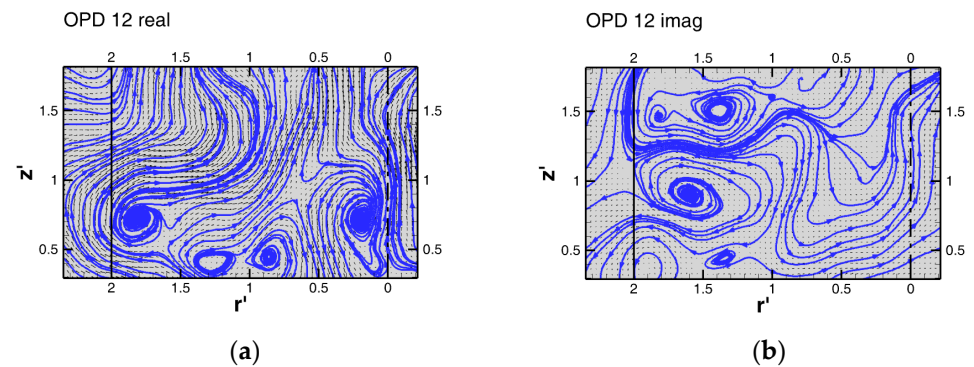 OPD 12 real
2 1.5 1 0.5 0
1.5 1.5
z' 1 1
0.5 0.5
2 1.5 1 0.5 0
r'
(a)
OPD 12 imag
2 1.5 1 0.5 0
1.5 1.5
z' 1 1
0.5 0.5
2 1.5 1 0.5 0
r'
(b)